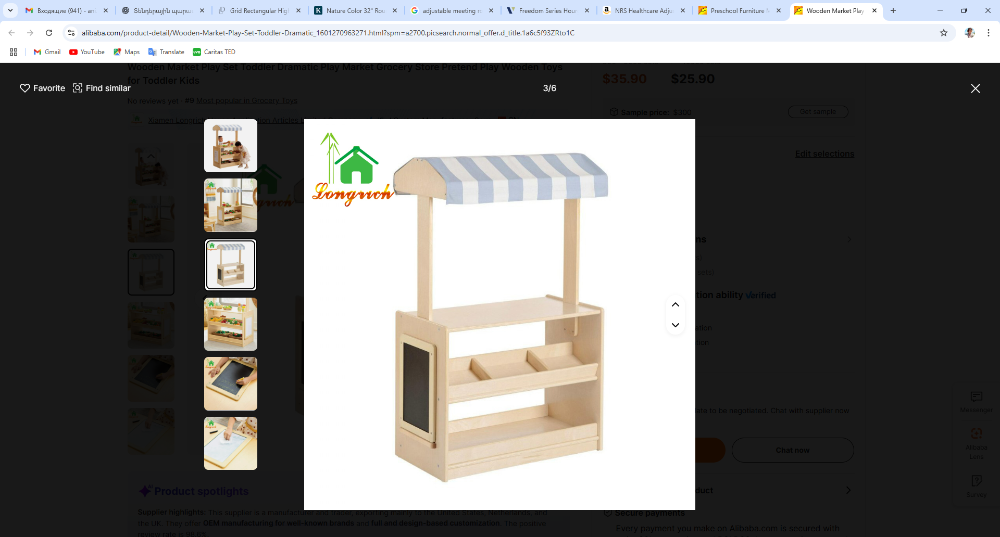 Входящие (941) - ani
Տեսնդրային պարա
Grid Rectangular Hig
Nature Color 32" Rou
adjustable meeting ro
Freedom Series Hour
NRS Healthcare Adju
Preschool Furniture M
Wooden Market Play
alibaba.com/product-detail/Wooden-Market-Play-Set-Toddler-Dramatic_1601270963271.html?spm=a2700.picsearch.normal_offer.d_title.1a6c5f93ZRto1C
Gmail
YouTube
Maps
Translate
Caritas TED
Wooden Market Play Set Toddler Dramatic Play Market Grocery Store Pretend Play Wooden Toys
for Toddler Kids
$35.90 $25.90
Favorite
Find similar
3/6
No reviews yet · #9 Most popular in Grocery Toys
Sample price: $300
Get sample
Xiamen Longrich
Application Articles
CN
Longrich
Edit selections
ns
s)
sets)
tion ability Verified
ation
tion
ate to be negotiated. Chat with supplier now
Messenger
Alibaba
Lens
Chat now
Survey
duct
AI Product spotlights
Supplier highlights: This supplier is a manufacturer and trader, exporting mainly to the United States, Netherlands, and
the UK. They offer OEM manufacturing for well-known brands and full and design-based customization. The positive
review rate is 98.6%.
Secure payments
Every payment you make on Alibaba.com is secured with